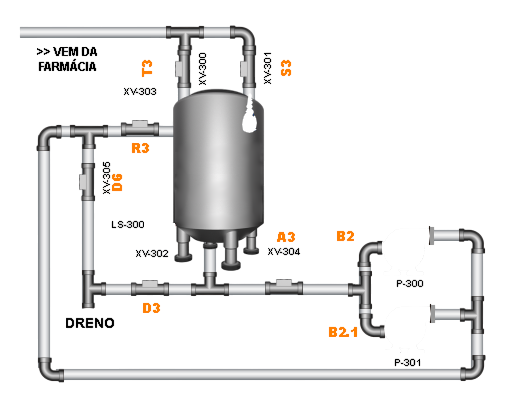 >> VEM DA
FARMÁCIA
T3
XV-300
XV-301
S3
XV-303
R3
XV-305
D6
LS-300
XV-302
A3
XV-304
B2
P-300
D3
DRENO
B2.1
P-301